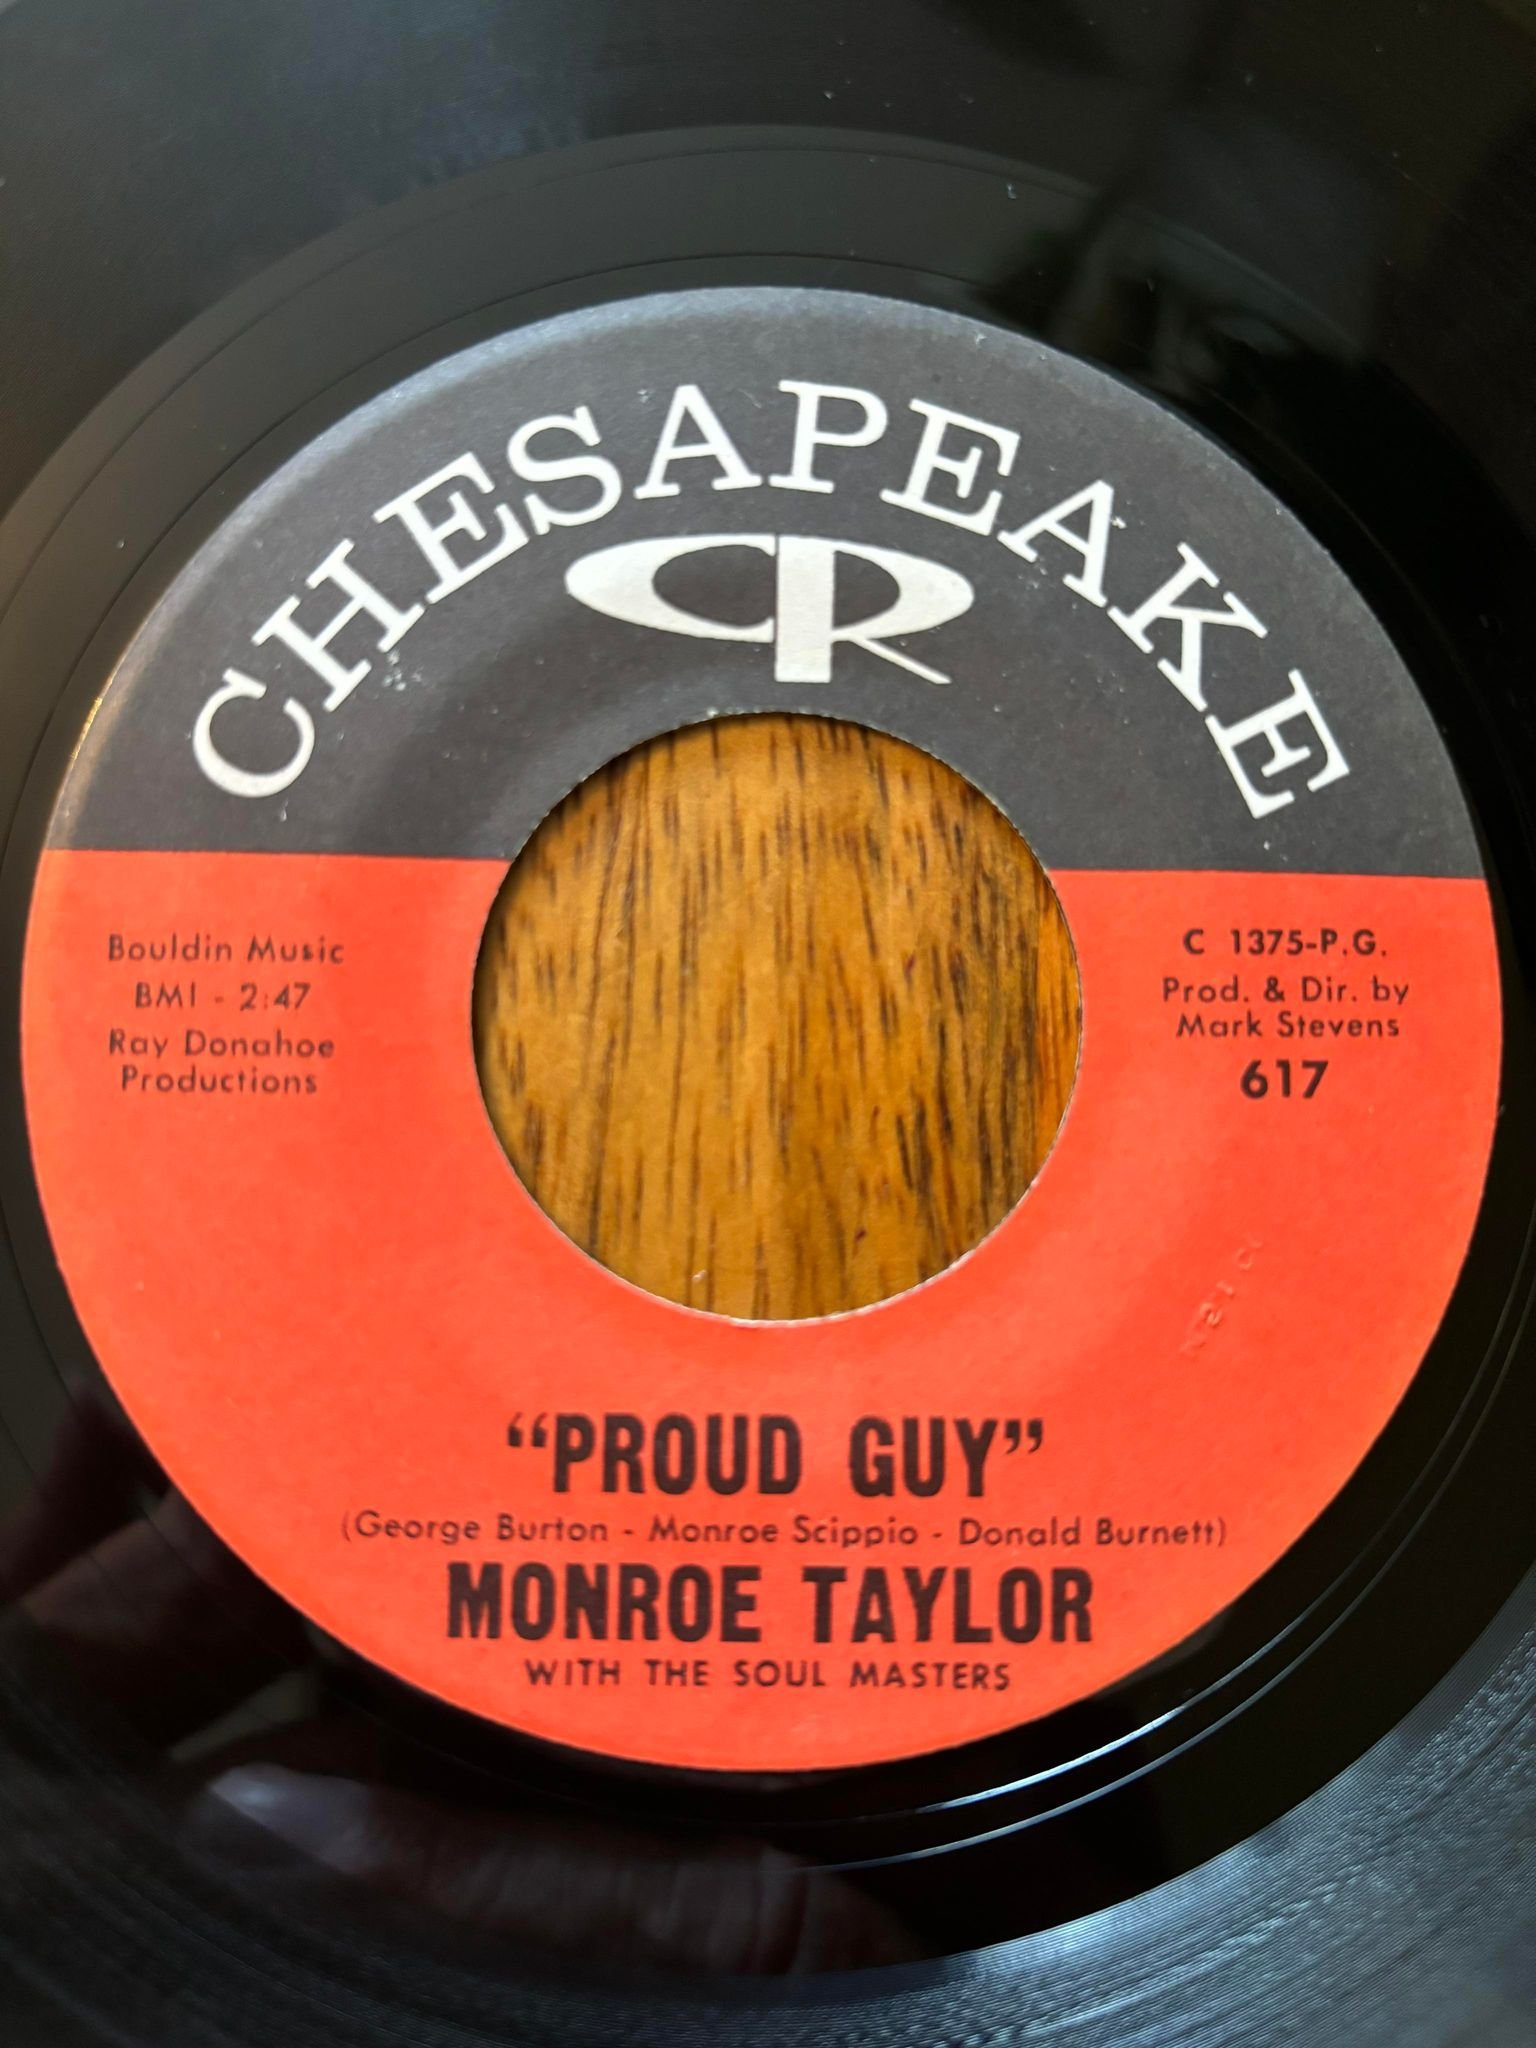 CHESAPEAKE
CR
Bouldin Music
BMI - 2:47
Ray Donahoe
Productions
C 1375-P.G.
Prod. & Dir. by
Mark Stevens
617
“PROUD GUY”
(George Burton - Monroe Scippio - Donald Burnett)
MONROE TAYLOR
WITH THE SOUL MASTERS